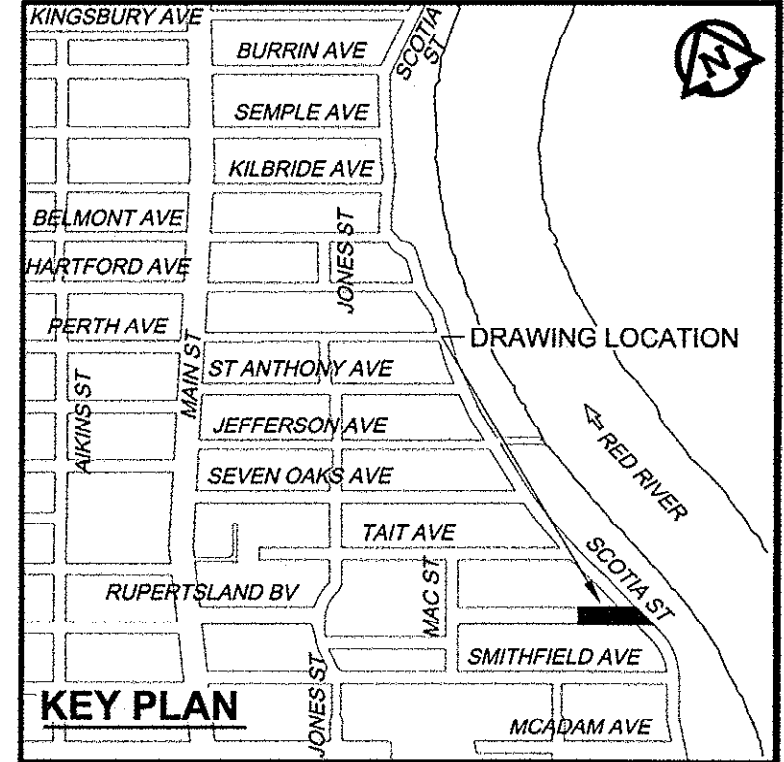 KINGSBURY AVE
BURRIN AVE
SCOTIA
ST
N
SEMPLE AVE
KILBRIDE AVE
BELMONT AVE
JONES ST
HARTFORD AVE
PERTH AVE
DRAWING LOCATION
MAIN ST
ST ANTHONY AVE
AIKINS ST
JEFFERSON AVE
RED RIVER
SEVEN OAKS AVE
TAIT AVE
SCOTIA ST
RUPERTSLAND BV
MAC ST
SMITHFIELD AVE
KEY PLAN
JONES ST
MCADAM AVE